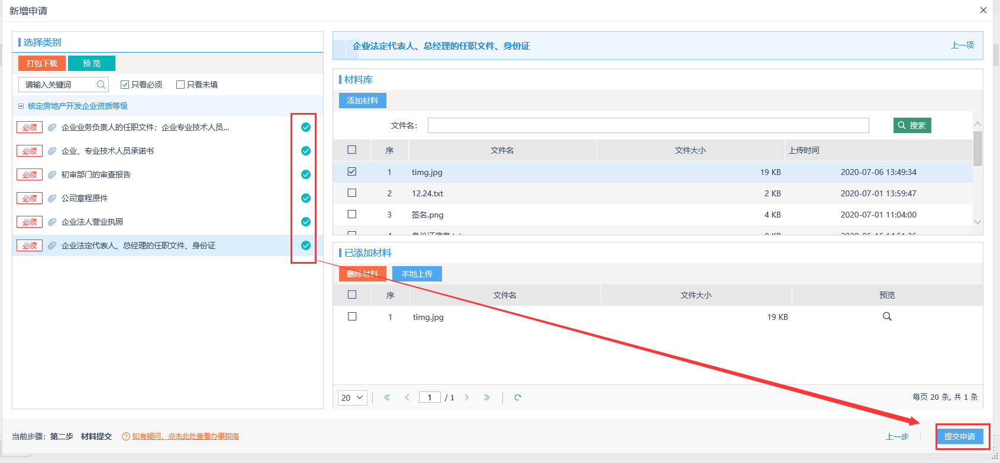 新增申请
选择类别
打包下载 预 览
请输入关键词 只看必须 只看未填
核定房地产开发企业资质等级
必须 企业业务负责人的任职文件；企业专业技术人员...
必须 企业、专业技术人员承诺书
必须 初审部门的审查报告
必须 公司章程原件
必须 企业法人营业执照
必须 企业法定代表人、总经理的任职文件、身份证
企业法定代表人、总经理的任职文件、身份证 上一项
材料库
添加材料
文件名： 搜索
序 文件名 文件大小 上传时间
1 timg.jpg 19 KB 2020-07-06 13:49:34
2 12.24.txt 2 KB 2020-07-01 13:59:47
3 签名.png 4 KB 2020-07-01 11:04:00
已添加材料
删除材料 本地上传
序 文件名 文件大小 预览
1 timg.jpg 19 KB
20 1 / 1 每页 20 条, 共 1 条
当前步骤：第二步 材料提交 如有疑问，点击此处查看办事指南 上一步 提交申请